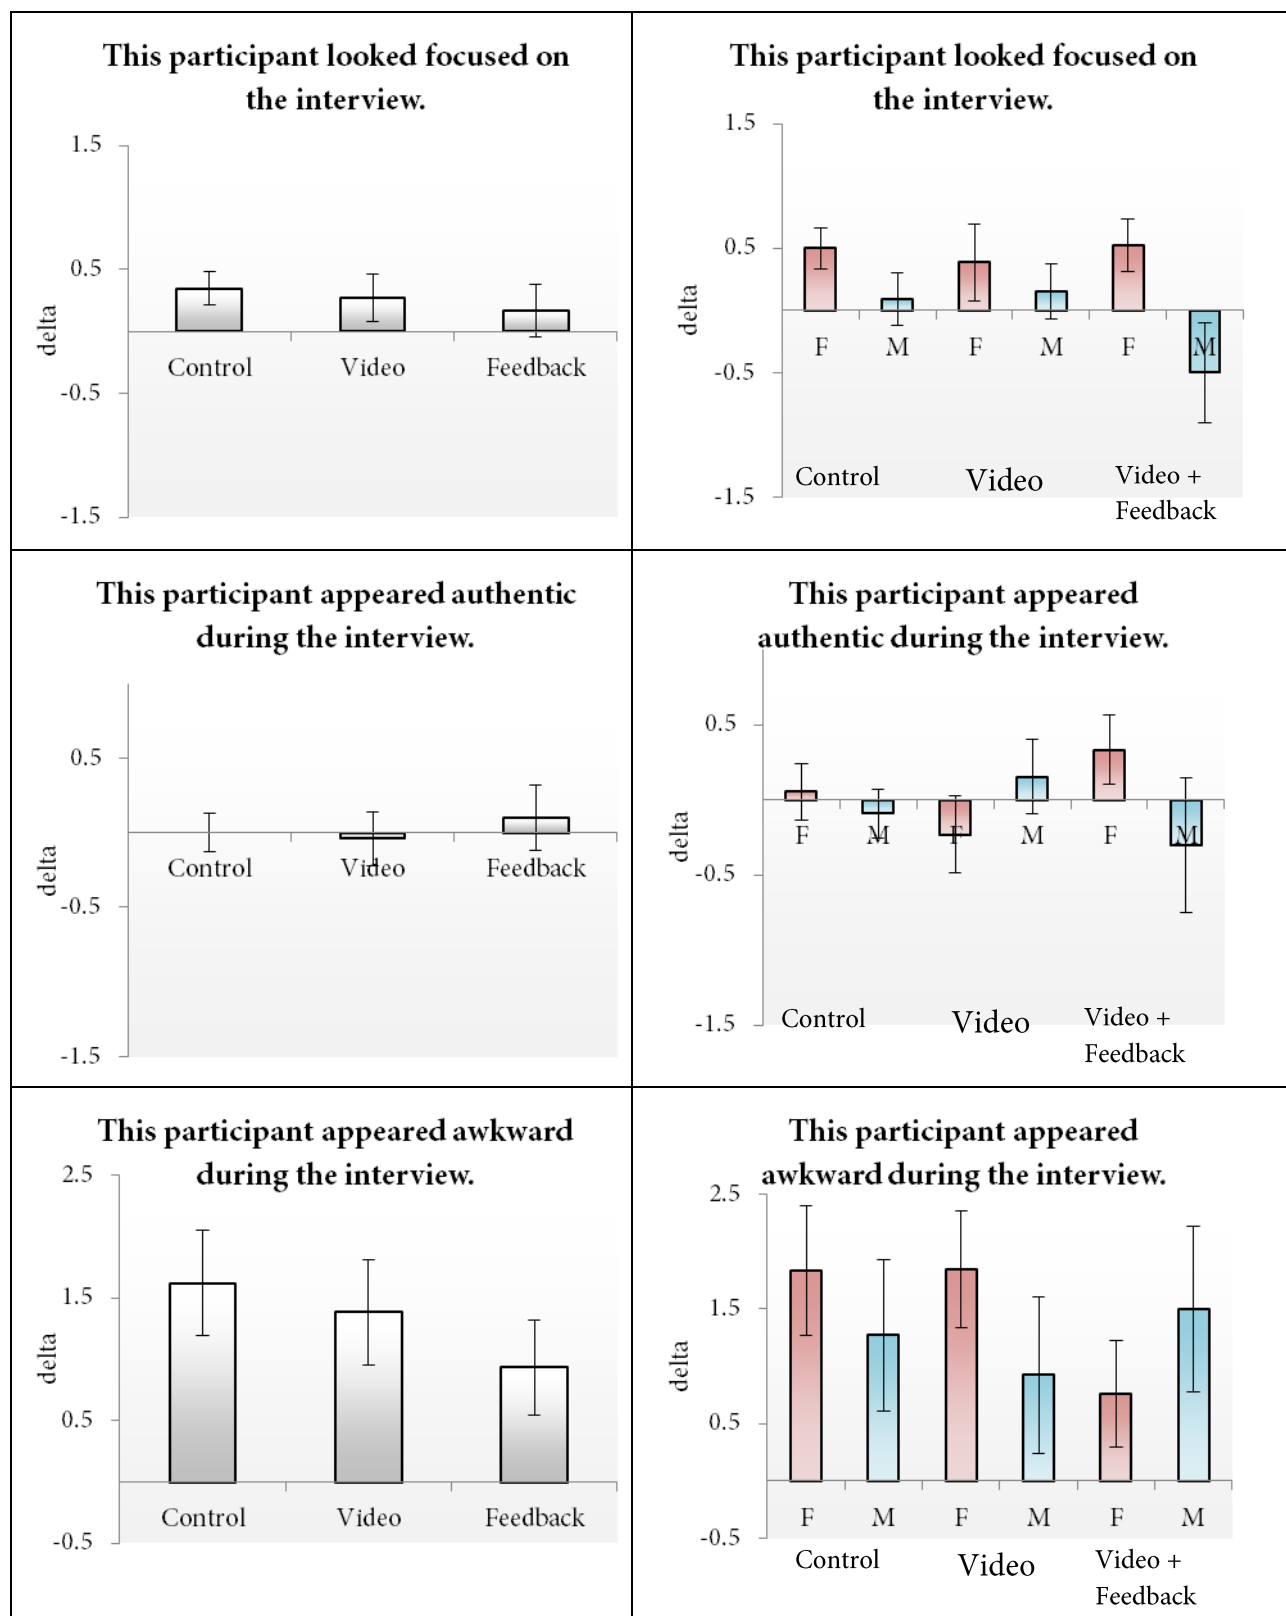 This participant looked focused on
the interview.
1.5
0.5
-0.5
-1.5
delta
Control Video Feedback
This participant looked focused on
the interview.
1.5
0.5
-0.5
-1.5
delta
F M F M F M
Control Video Video +
Feedback
This participant appeared authentic
during the interview.
0.5
-0.5
-1.5
delta
Control Video Feedback
This participant appeared
authentic during the interview.
0.5
-0.5
-1.5
delta
F M F M F M
Control Video Video +
Feedback
This participant appeared awkward
during the interview.
2.5
1.5
0.5
-0.5
delta
Control Video Feedback
This participant appeared
awkward during the interview.
2.5
1.5
0.5
-0.5
delta
F M F M F M
Control Video Video +
Feedback